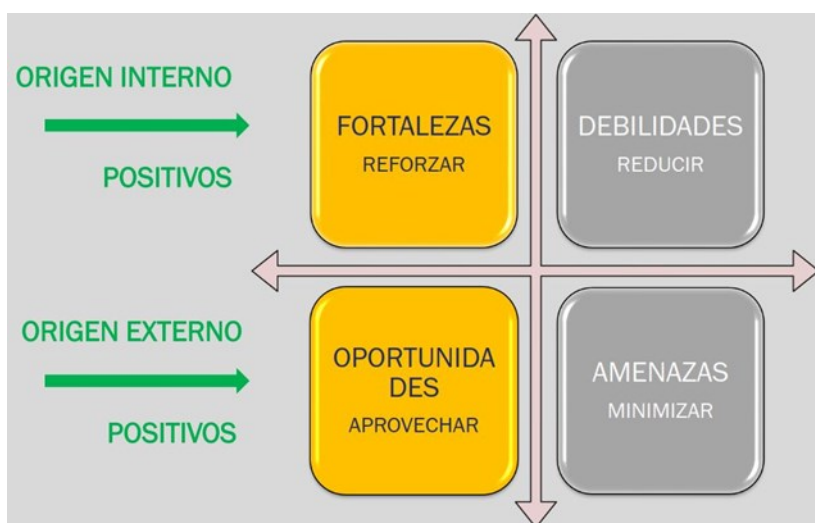 ORIGEN INTERNO
POSITIVOS
FORTALEZAS
REFORZAR
DEBILIDADES
REDUCIR
ORIGEN EXTERNO
POSITIVOS
OPORTUNIDA
DES
APROVECHAR
AMENAZAS
MINIMIZAR